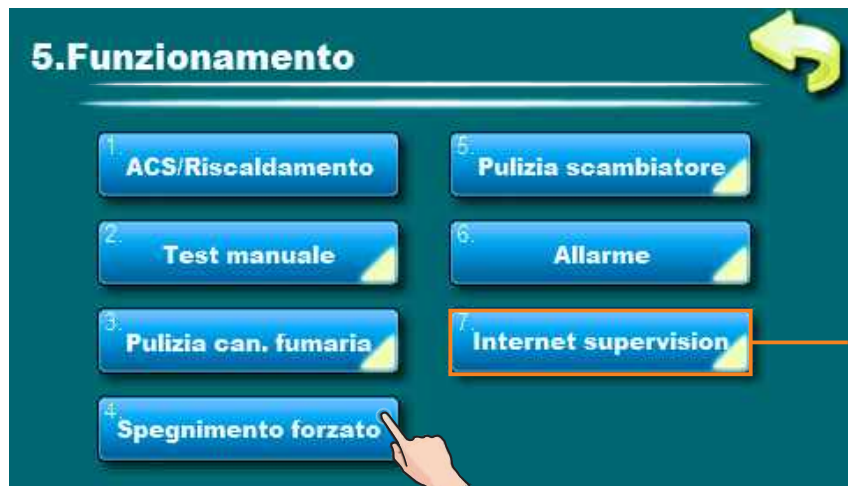 5.Funzionamento
1. ACS/Riscaldamento
2. Test manuale
3. Pulizia can. fumaria
4. Spegnimento forzato
5. Pulizia scambiatore
6. Allarme
7. Internet supervision